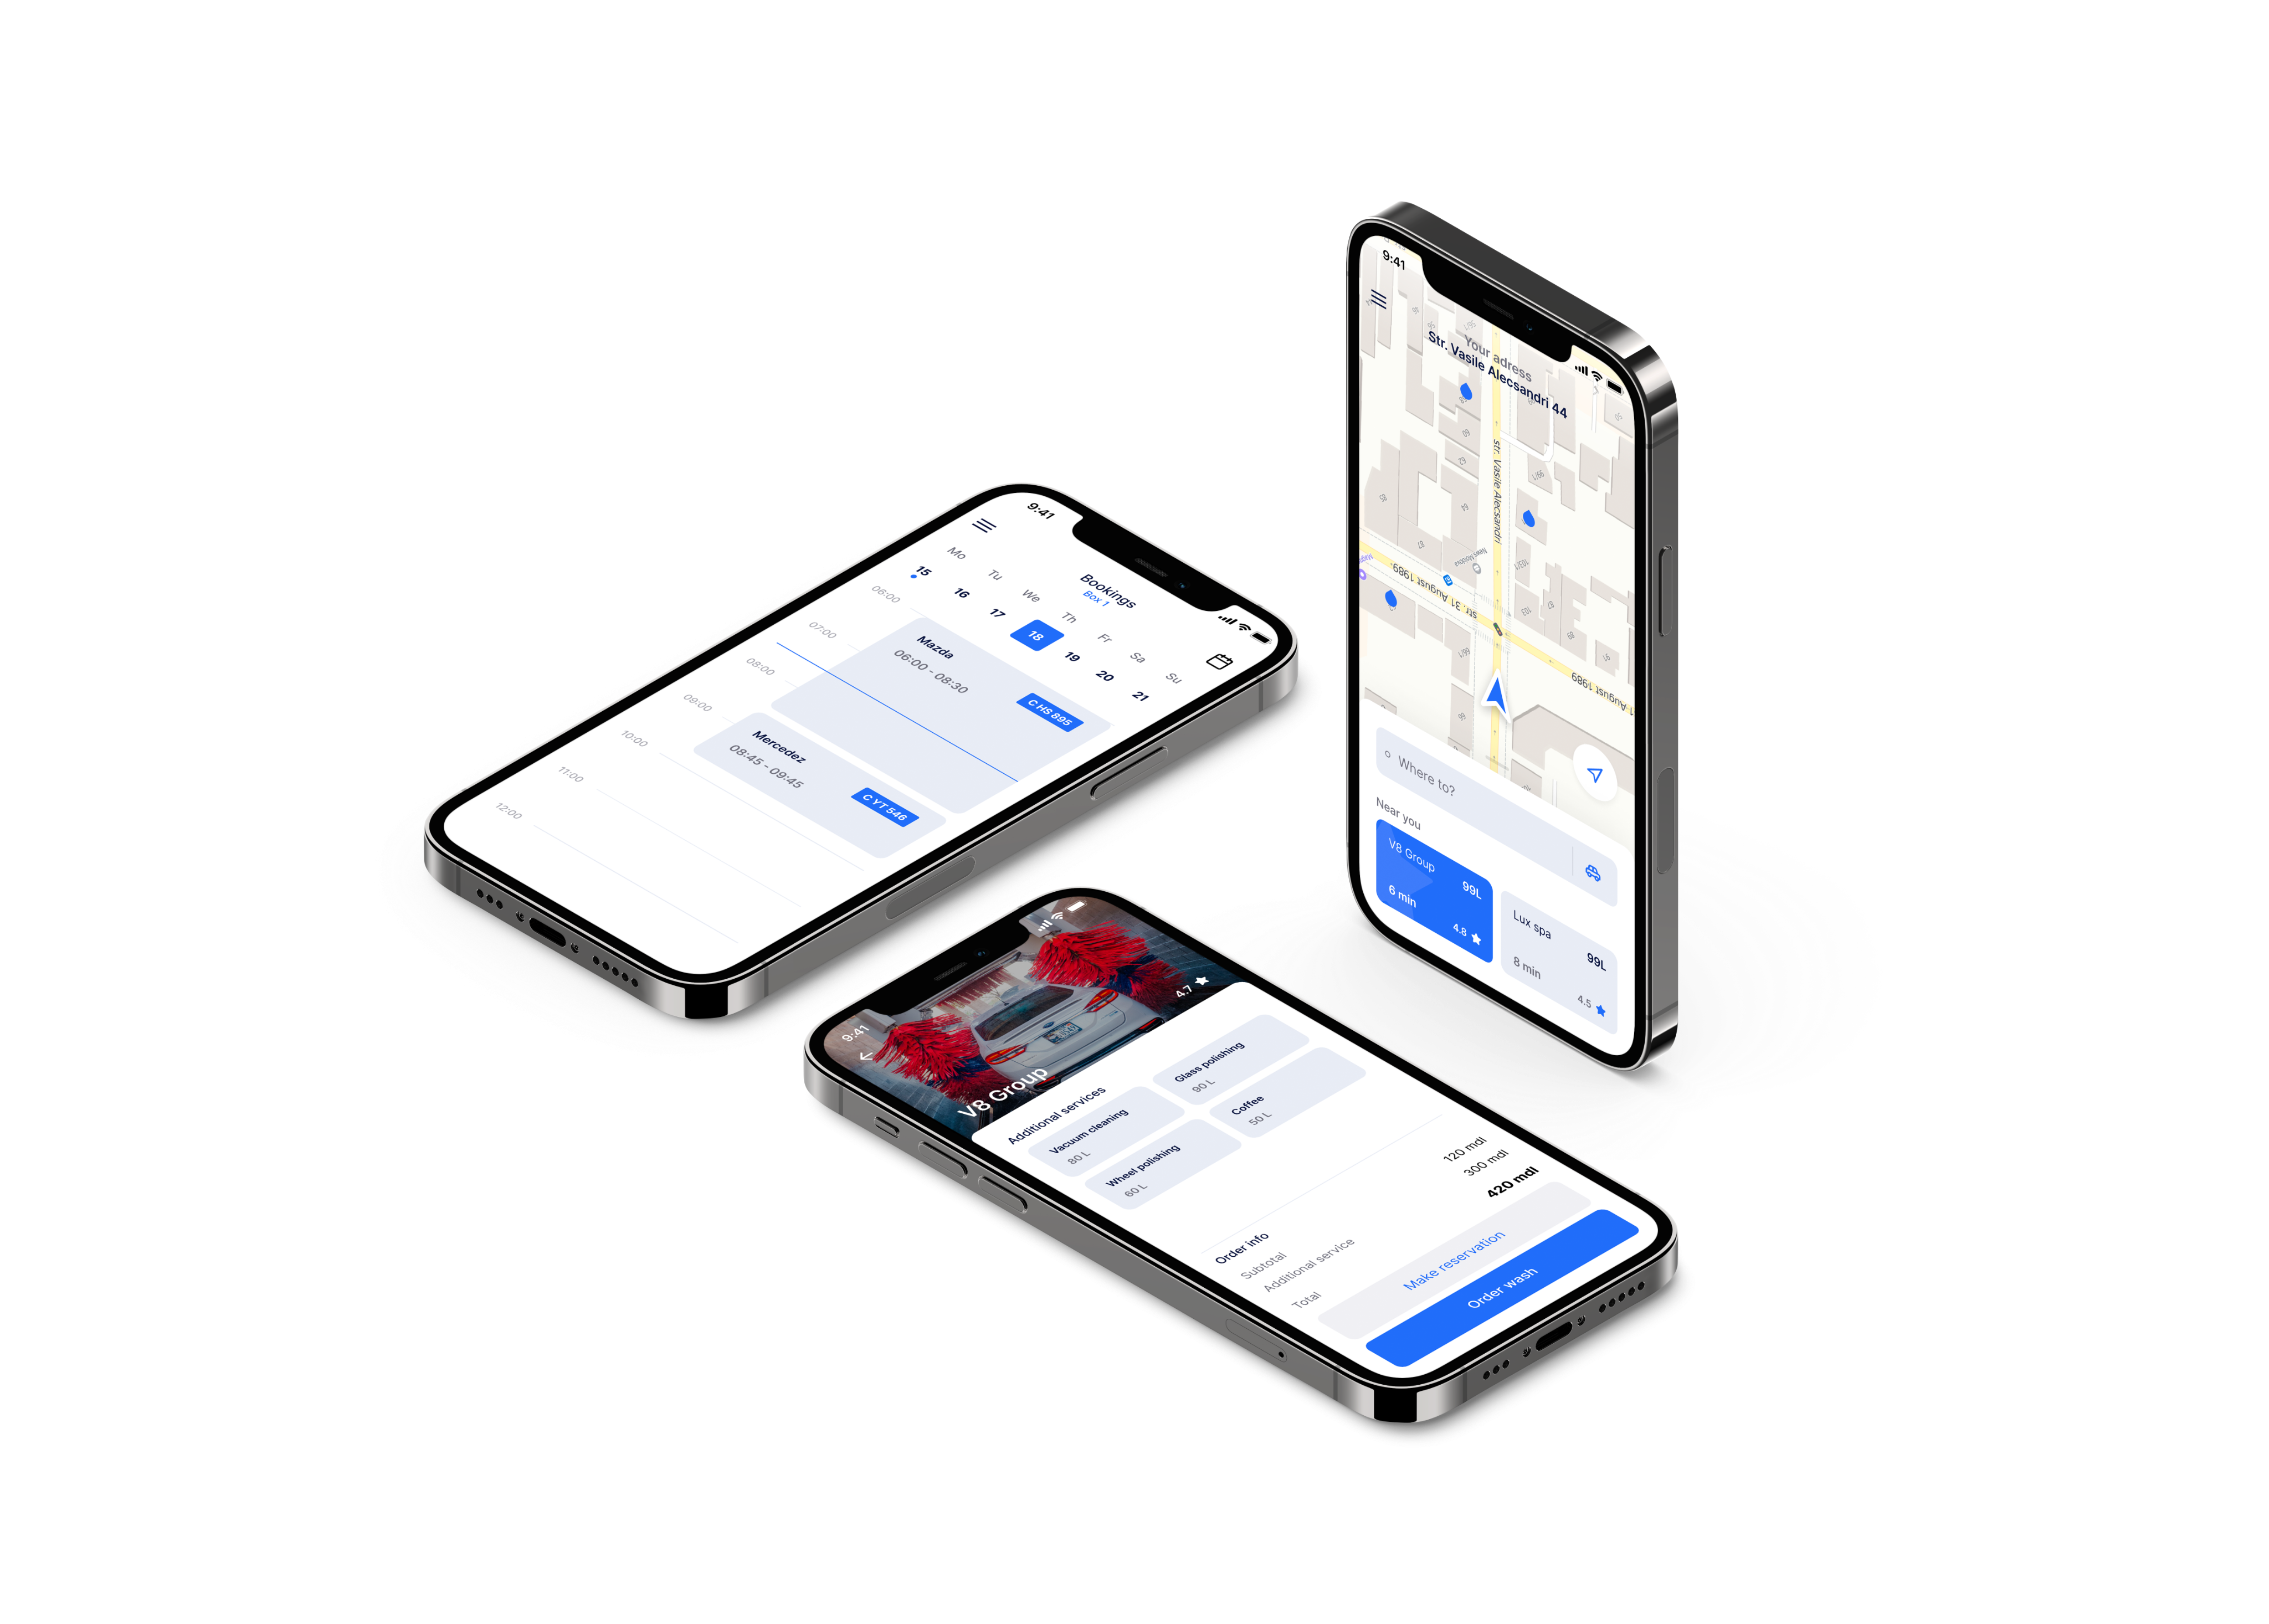 9:41
Bookings
Box 1
Mo Tu We Th Fr Sa Su
15 16 17 18 19 20 21
06:00
07:00
08:00
09:00
10:00
11:00
12:00
Mazda
06:00 - 08:30
C HS 895
Mercedez
08:45 - 09:45
C YT 546
9:41
Your adress
Str. Vasile Alecsandri 44
str. Vasile Alecsandri
str. 31 August 1989
1 August 1989
Where to?
Near you
V8 Group
99L
6 min
4.8
Lux spa
99L
8 min
4.5
9:41
V8 Group
4.7
Additional services
Vacuum cleaning
80 L
Glass polishing
90 L
Wheel polishing
60 L
Coffee
50 L
Order info
Subtotal 120 mdl
Additional service 300 mdl
Total 420 mdl
Make reservation
Order wash